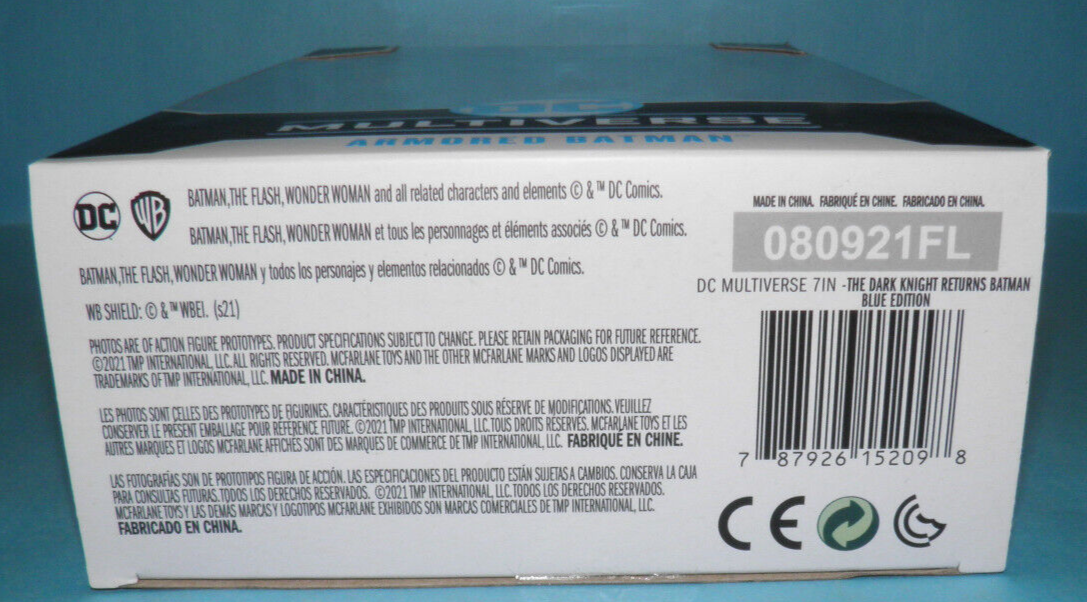 DC
MULTIVERSE
ARMORED BATMAN™
DC WB
BATMAN, THE FLASH, WONDER WOMAN and all related characters and elements © & ™ DC Comics.
BATMAN, THE FLASH, WONDER WOMAN et tous les personnages et éléments associés © & ™ DC Comics.
BATMAN, THE FLASH, WONDER WOMAN y todos los personajes y elementos relacionados © & ™ DC Comics.
WB SHIELD: © & ™ WBEI. (s21)
PHOTOS ARE OF ACTION FIGURE PROTOTYPES. PRODUCT SPECIFICATIONS SUBJECT TO CHANGE. PLEASE RETAIN PACKAGING FOR FUTURE REFERENCE.
©2021 TMP INTERNATIONAL, LLC. ALL RIGHTS RESERVED. MCFARLANE TOYS AND THE OTHER MCFARLANE MARKS AND LOGOS DISPLAYED ARE
TRADEMARKS OF TMP INTERNATIONAL, LLC. MADE IN CHINA.
LES PHOTOS SONT CELLES DES PROTOTYPES DE FIGURINES. CARACTÉRISTIQUES DES PRODUITS SOUS RÉSERVE DE MODIFICATIONS. VEUILLEZ
CONSERVER LE PRÉSENT EMBALLAGE POUR RÉFÉRENCE FUTURE. ©2021 TMP INTERNATIONAL, LLC. TOUS DROITS RÉSERVÉS. MCFARLANE TOYS ET LES
AUTRES MARQUES ET LOGOS MCFARLANE AFFICHÉS SONT DES MARQUES DE COMMERCE DE TMP INTERNATIONAL, LLC. FABRIQUÉ EN CHINE.
LAS FOTOGRAFÍAS SON DE PROTOTIPOS FIGURA DE ACCIÓN. LAS ESPECIFICACIONES DEL PRODUCTO ESTÁN SUJETAS A CAMBIOS. CONSERVA LA CAJA
PARA CONSULTAS FUTURAS. TODOS LOS DERECHOS RESERVADOS. ©2021 TMP INTERNATIONAL, LLC. TODOS LOS DERECHOS RESERVADOS.
MCFARLANE TOYS Y LAS DEMÁS MARCAS Y LOGOTIPOS MCFARLANE EXHIBIDOS SON MARCAS COMERCIALES DE TMP INTERNATIONAL, LLC.
FABRICADO EN CHINA.
MADE IN CHINA. FABRIQUÉ EN CHINE. FABRICADO EN CHINA.
080921FL
DC MULTIVERSE 7IN -THE DARK KNIGHT RETURNS BATMAN
BLUE EDITION
7 87926 15209 8
CE